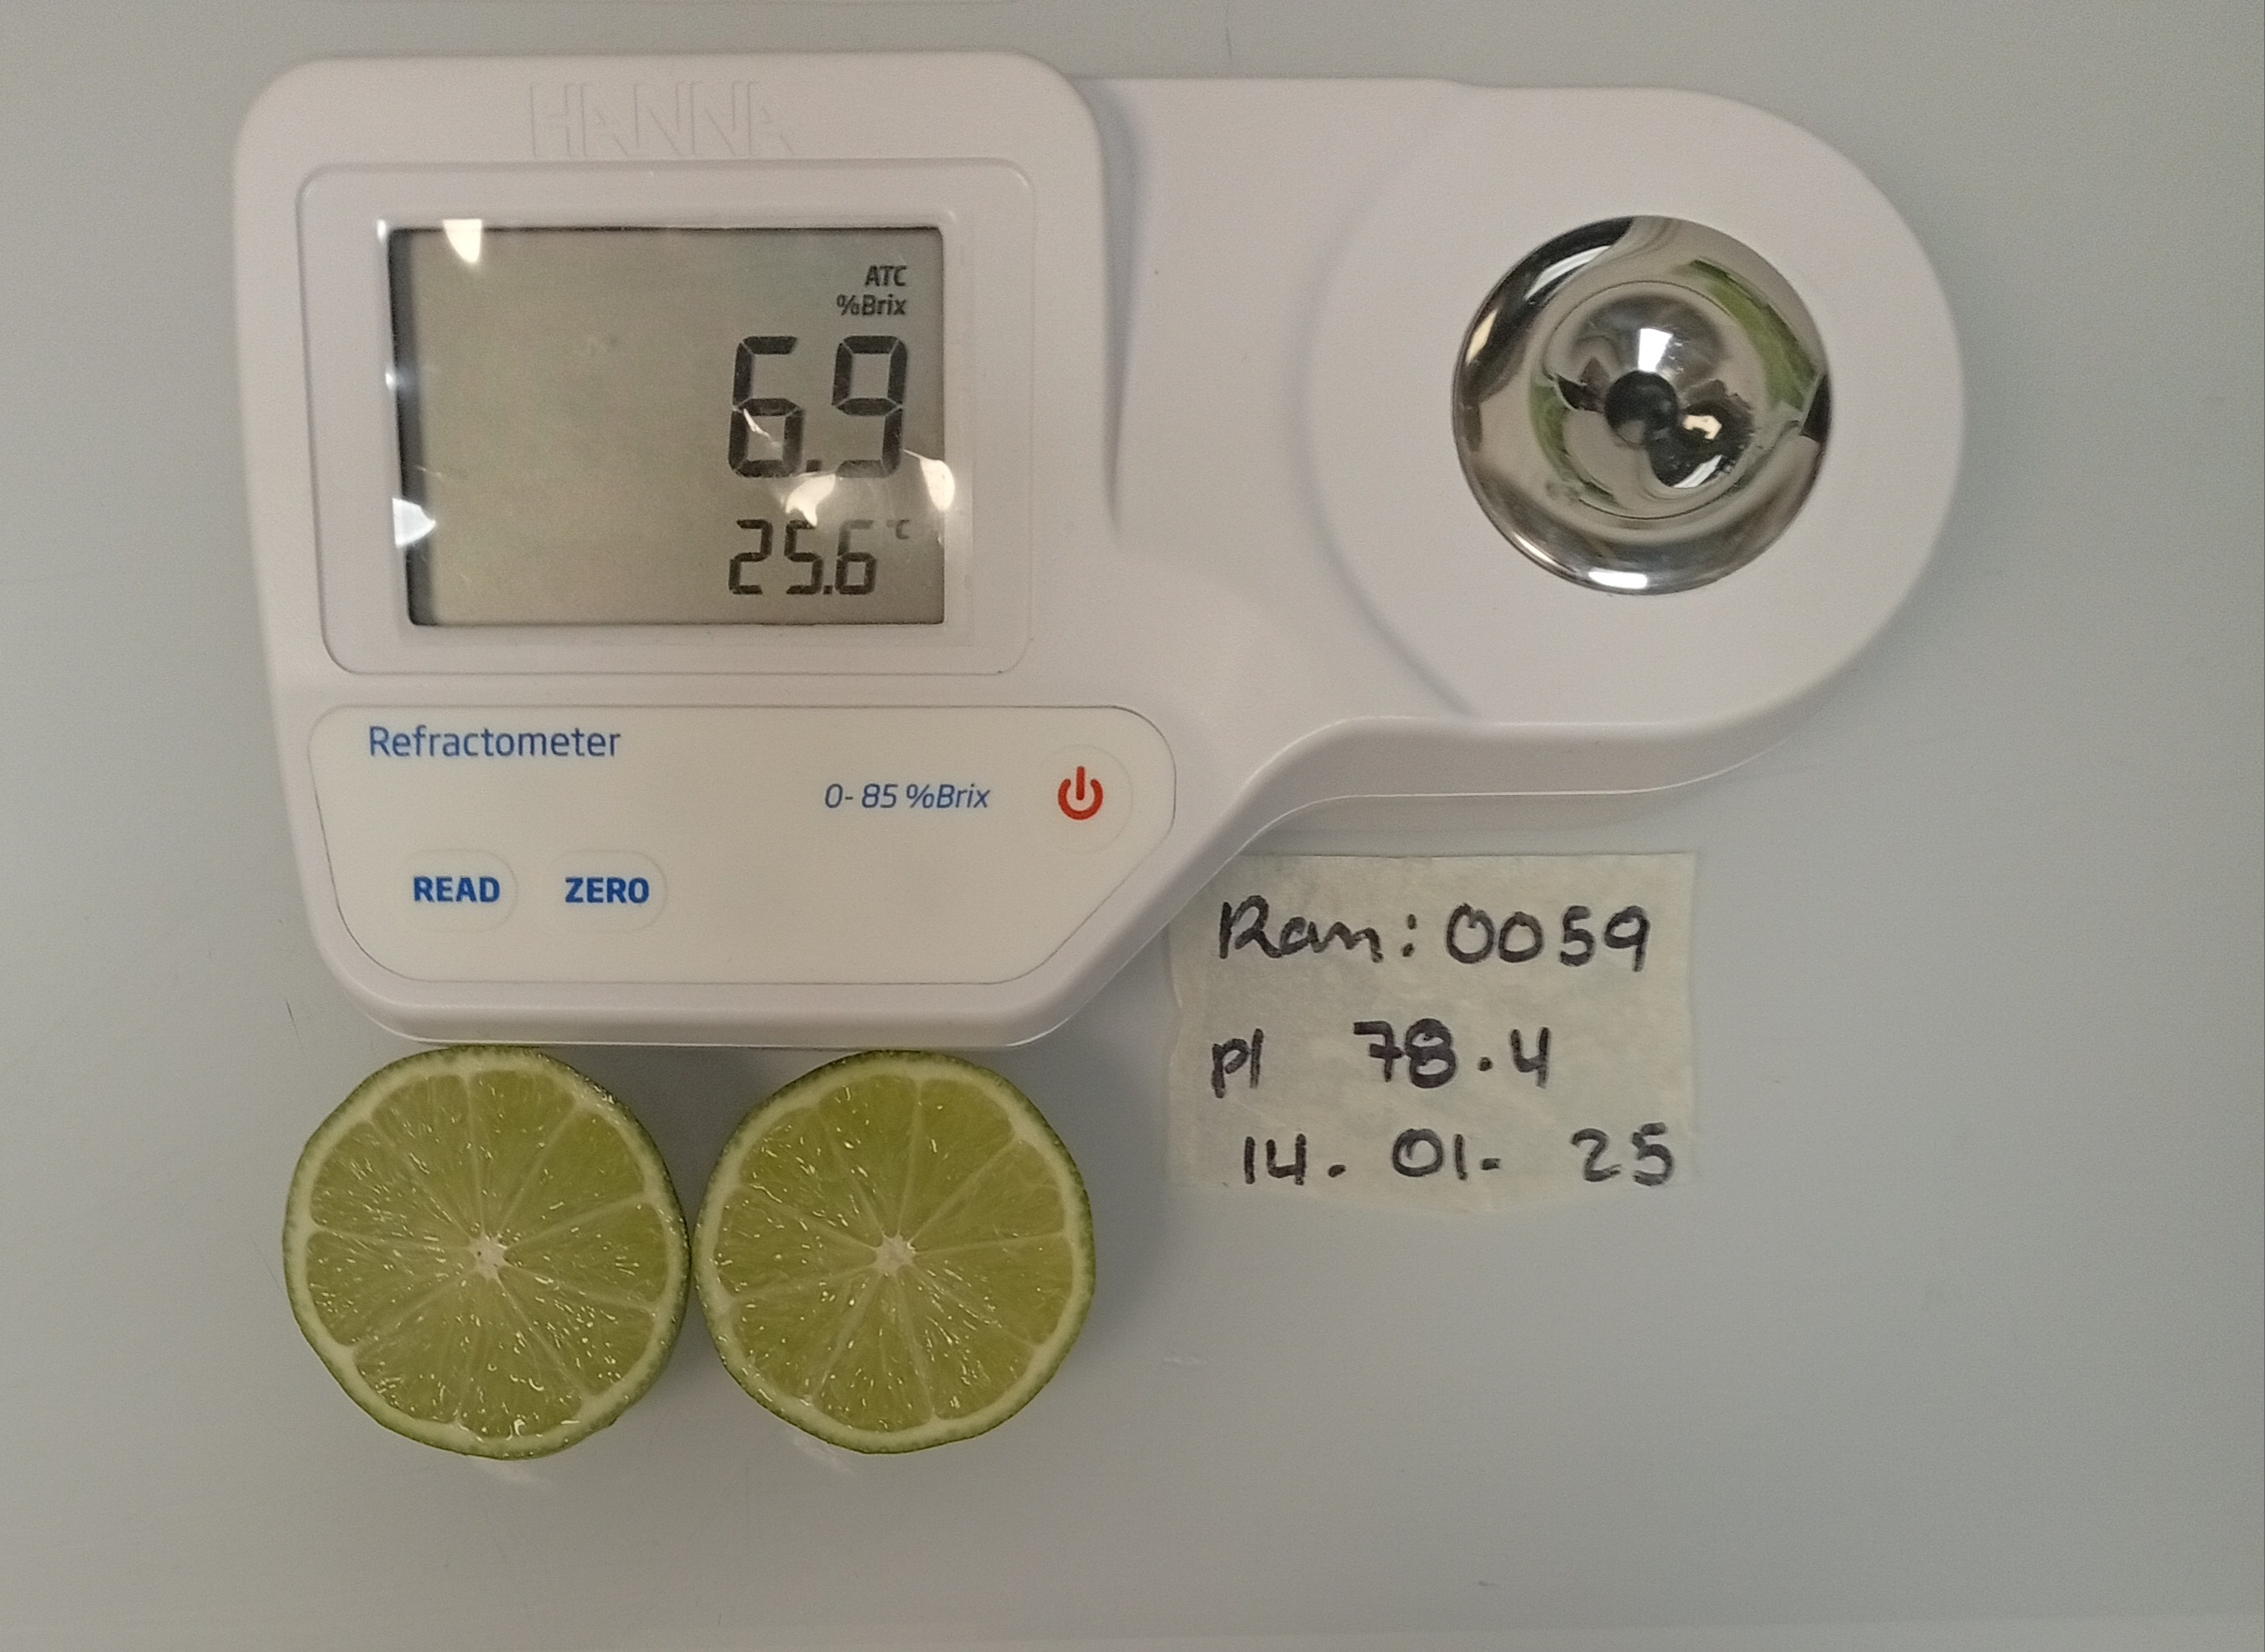 HANNA
ATC
%Brix
6.9
25.6 °C
Refractometer
0-85 %Brix
READ ZERO
Ran: 0059
pl 78.4
14. 01. 25